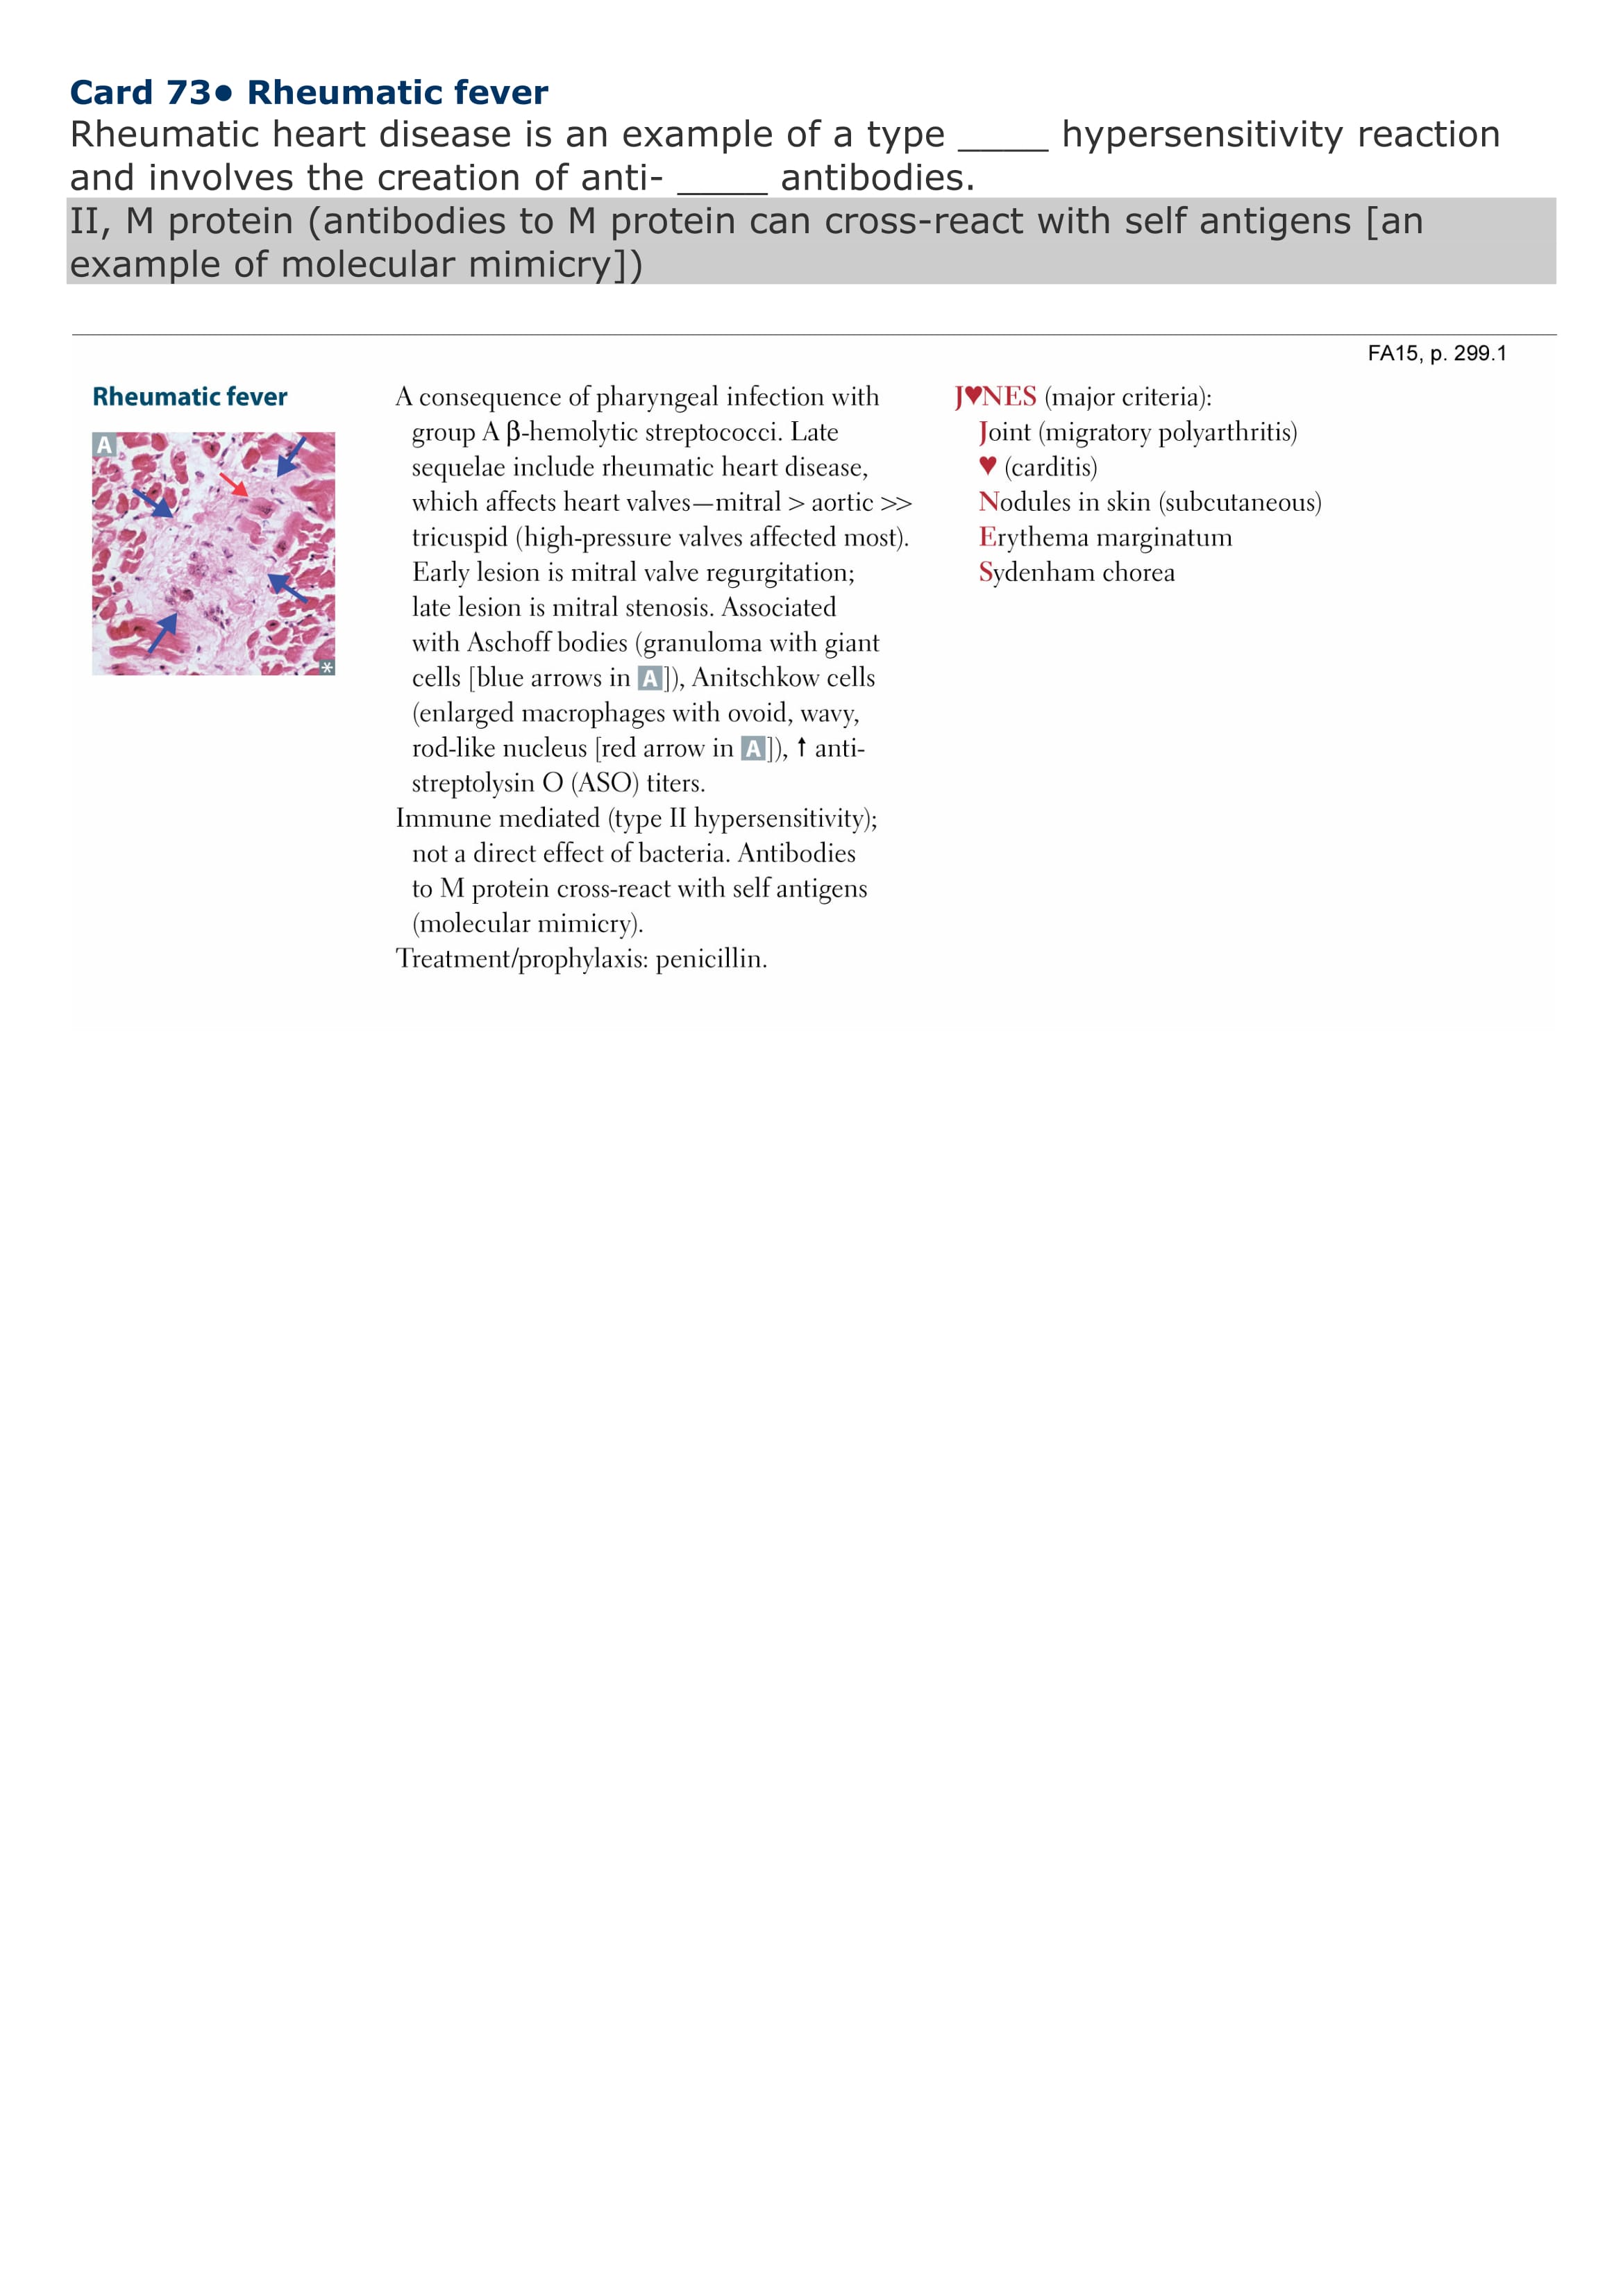 Card 73● Rheumatic fever
Rheumatic heart disease is an example of a type ____ hypersensitivity reaction
and involves the creation of anti- ____ antibodies.
II, M protein (antibodies to M protein can cross-react with self antigens [an
example of molecular mimicry])
FA15, p. 299.1
Rheumatic fever
A
*
A consequence of pharyngeal infection with
group A β-hemolytic streptococci. Late
sequelae include rheumatic heart disease,
which affects heart valves—mitral > aortic >>
tricuspid (high-pressure valves affected most).
Early lesion is mitral valve regurgitation;
late lesion is mitral stenosis. Associated
with Aschoff bodies (granuloma with giant
cells [blue arrows in A]), Anitschkow cells
(enlarged macrophages with ovoid, wavy,
rod-like nucleus [red arrow in A]), ↑ anti-
streptolysin O (ASO) titers.
Immune mediated (type II hypersensitivity);
not a direct effect of bacteria. Antibodies
to M protein cross-react with self antigens
(molecular mimicry).
Treatment/prophylaxis: penicillin.
J♥NES (major criteria):
Joint (migratory polyarthritis)
♥ (carditis)
Nodules in skin (subcutaneous)
Erythema marginatum
Sydenham chorea